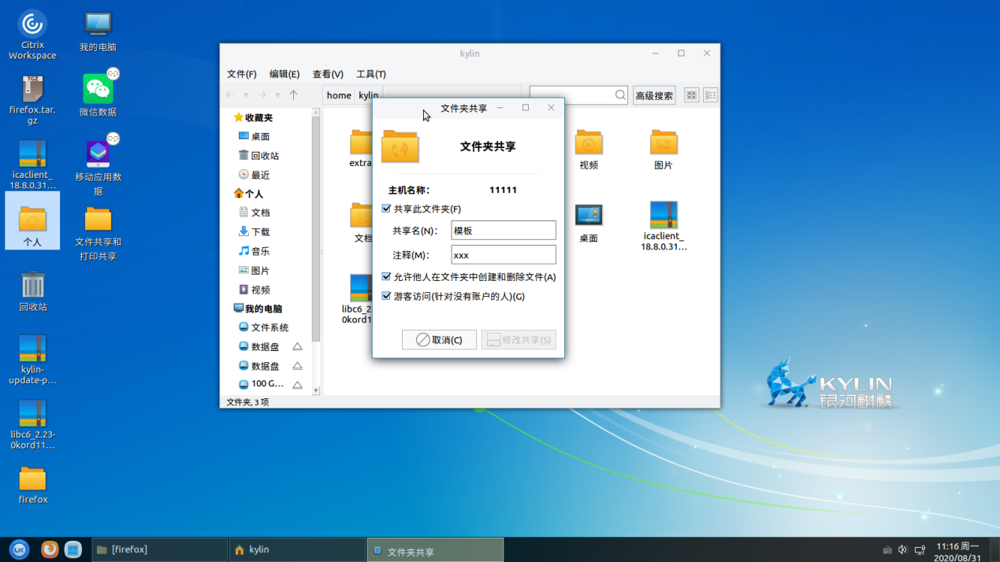 Citrix
Workspace
我的电脑
firefox.tar.
gz
微信数据
icaclient_
18.8.0.31...
移动应用数
据
个人
文件共享和
打印共享
回收站
kylin-
update-p...
libc6_2.23-
0kord11...
firefox
kylin
文件(F) 编辑(E) 查看(V) 工具(T)
home kylin
高级搜索
收藏夹
桌面
回收站
最近
个人
文档
下载
音乐
图片
视频
我的电脑
文件系统
数据盘
数据盘
100 G...
文件夹, 3 项
extra
视频
图片
文档
桌面
icaclient_
18.8.0.31...
libc6_2
0kord1
文件夹共享
文件夹共享
主机名称: 11111
共享此文件夹(F)
共享名(N): 模板
注释(M): xxx
允许他人在文件夹中创建和删除文件(A)
游客访问(针对没有账户的人)(G)
取消(C) 修改共享(S)
KYLIN
银河麒麟
UK
[firefox]
kylin
文件夹共享
11:16 周一
2020/08/31